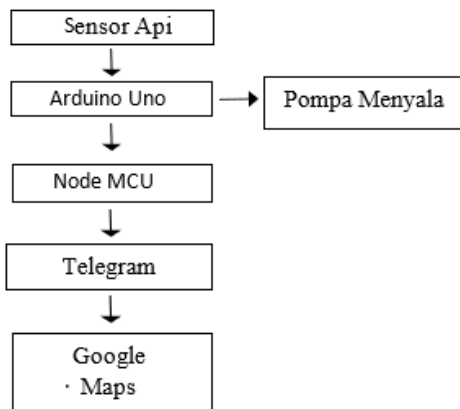 Sensor Api
Arduino Uno
Pompa Menyala
Node MCU
Telegram
Google
· Maps